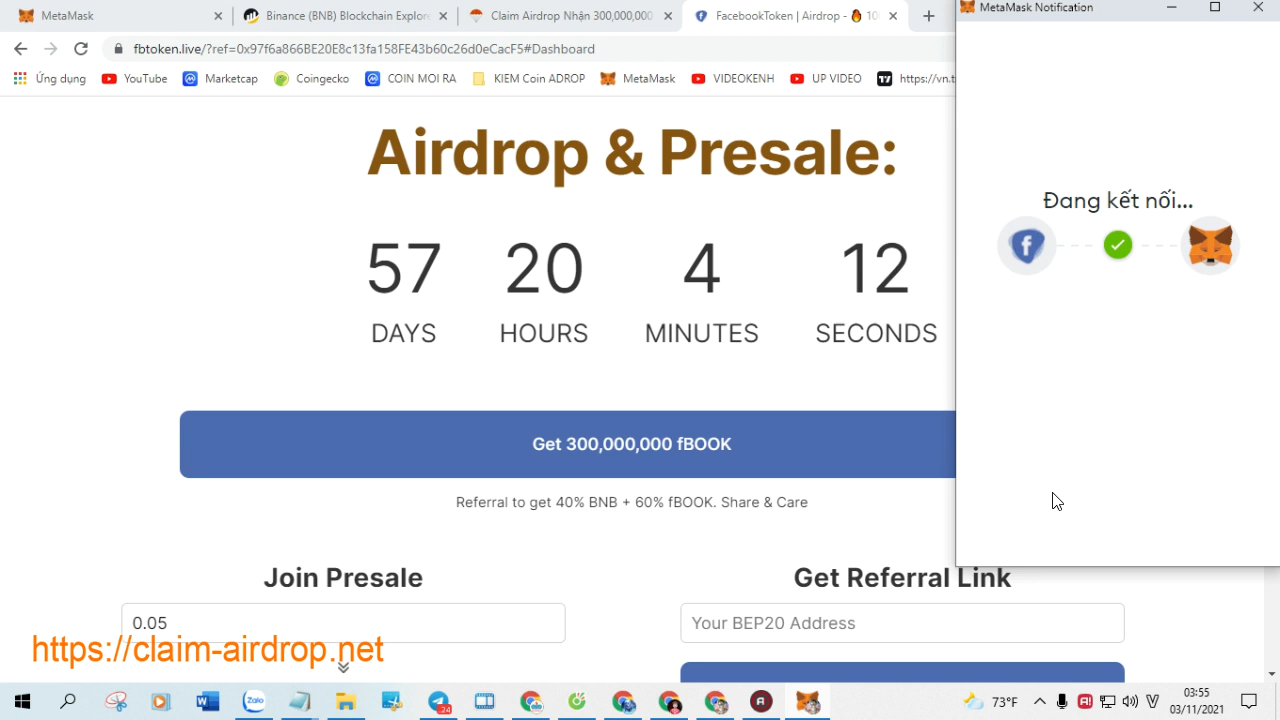 MetaMask
Binance (BNB) Blockchain Explore
Claim Airdrop Nhận 300,000,000
FacebookToken | Airdrop - 🔥 10
MetaMask Notification
fbtoken.live/?ref=0x97f6a866BE20E8c13fa158FE43b60c26d0eCacF5#Dashboard
Ứng dụng
YouTube
Marketcap
Coingecko
COIN MOI RA
KIEM Coin ADROP
MetaMask
VIDEOKENH
UP VIDEO
https://vn.t
Airdrop & Presale:
Đang kết nối...
57 20 4 12
DAYS HOURS MINUTES SECONDS
Get 300,000,000 fBOOK
Referral to get 40% BNB + 60% fBOOK. Share & Care
Join Presale
Get Referral Link
0.05
Your BEP20 Address
https://claim-airdrop.net
Zalo
24
73°F
03:55
03/11/2021